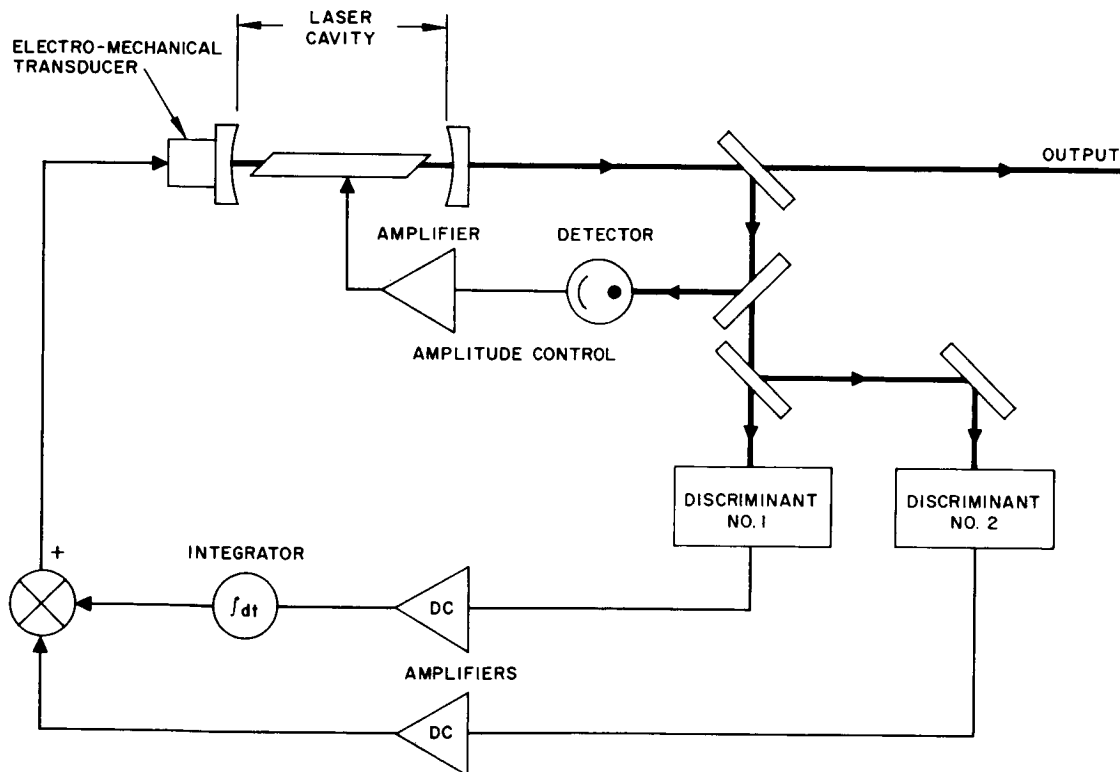 LASER
CAVITY
ELECTRO-MECHANICAL
TRANSDUCER
OUTPUT
AMPLIFIER
DETECTOR
AMPLITUDE CONTROL
DISCRIMINANT
NO. 1
DISCRIMINANT
NO. 2
+
INTEGRATOR
∫dt
DC
AMPLIFIERS
DC